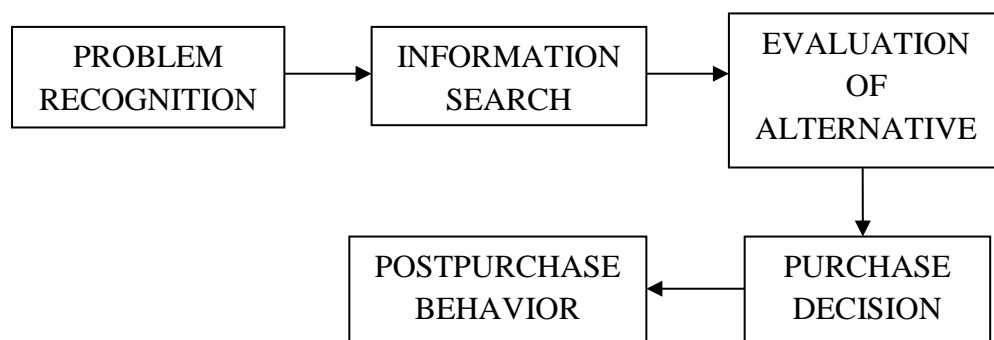 PROBLEM
RECOGNITION
INFORMATION
SEARCH
EVALUATION
OF
ALTERNATIVE
PURCHASE
DECISION
POSTPURCHASE
BEHAVIOR